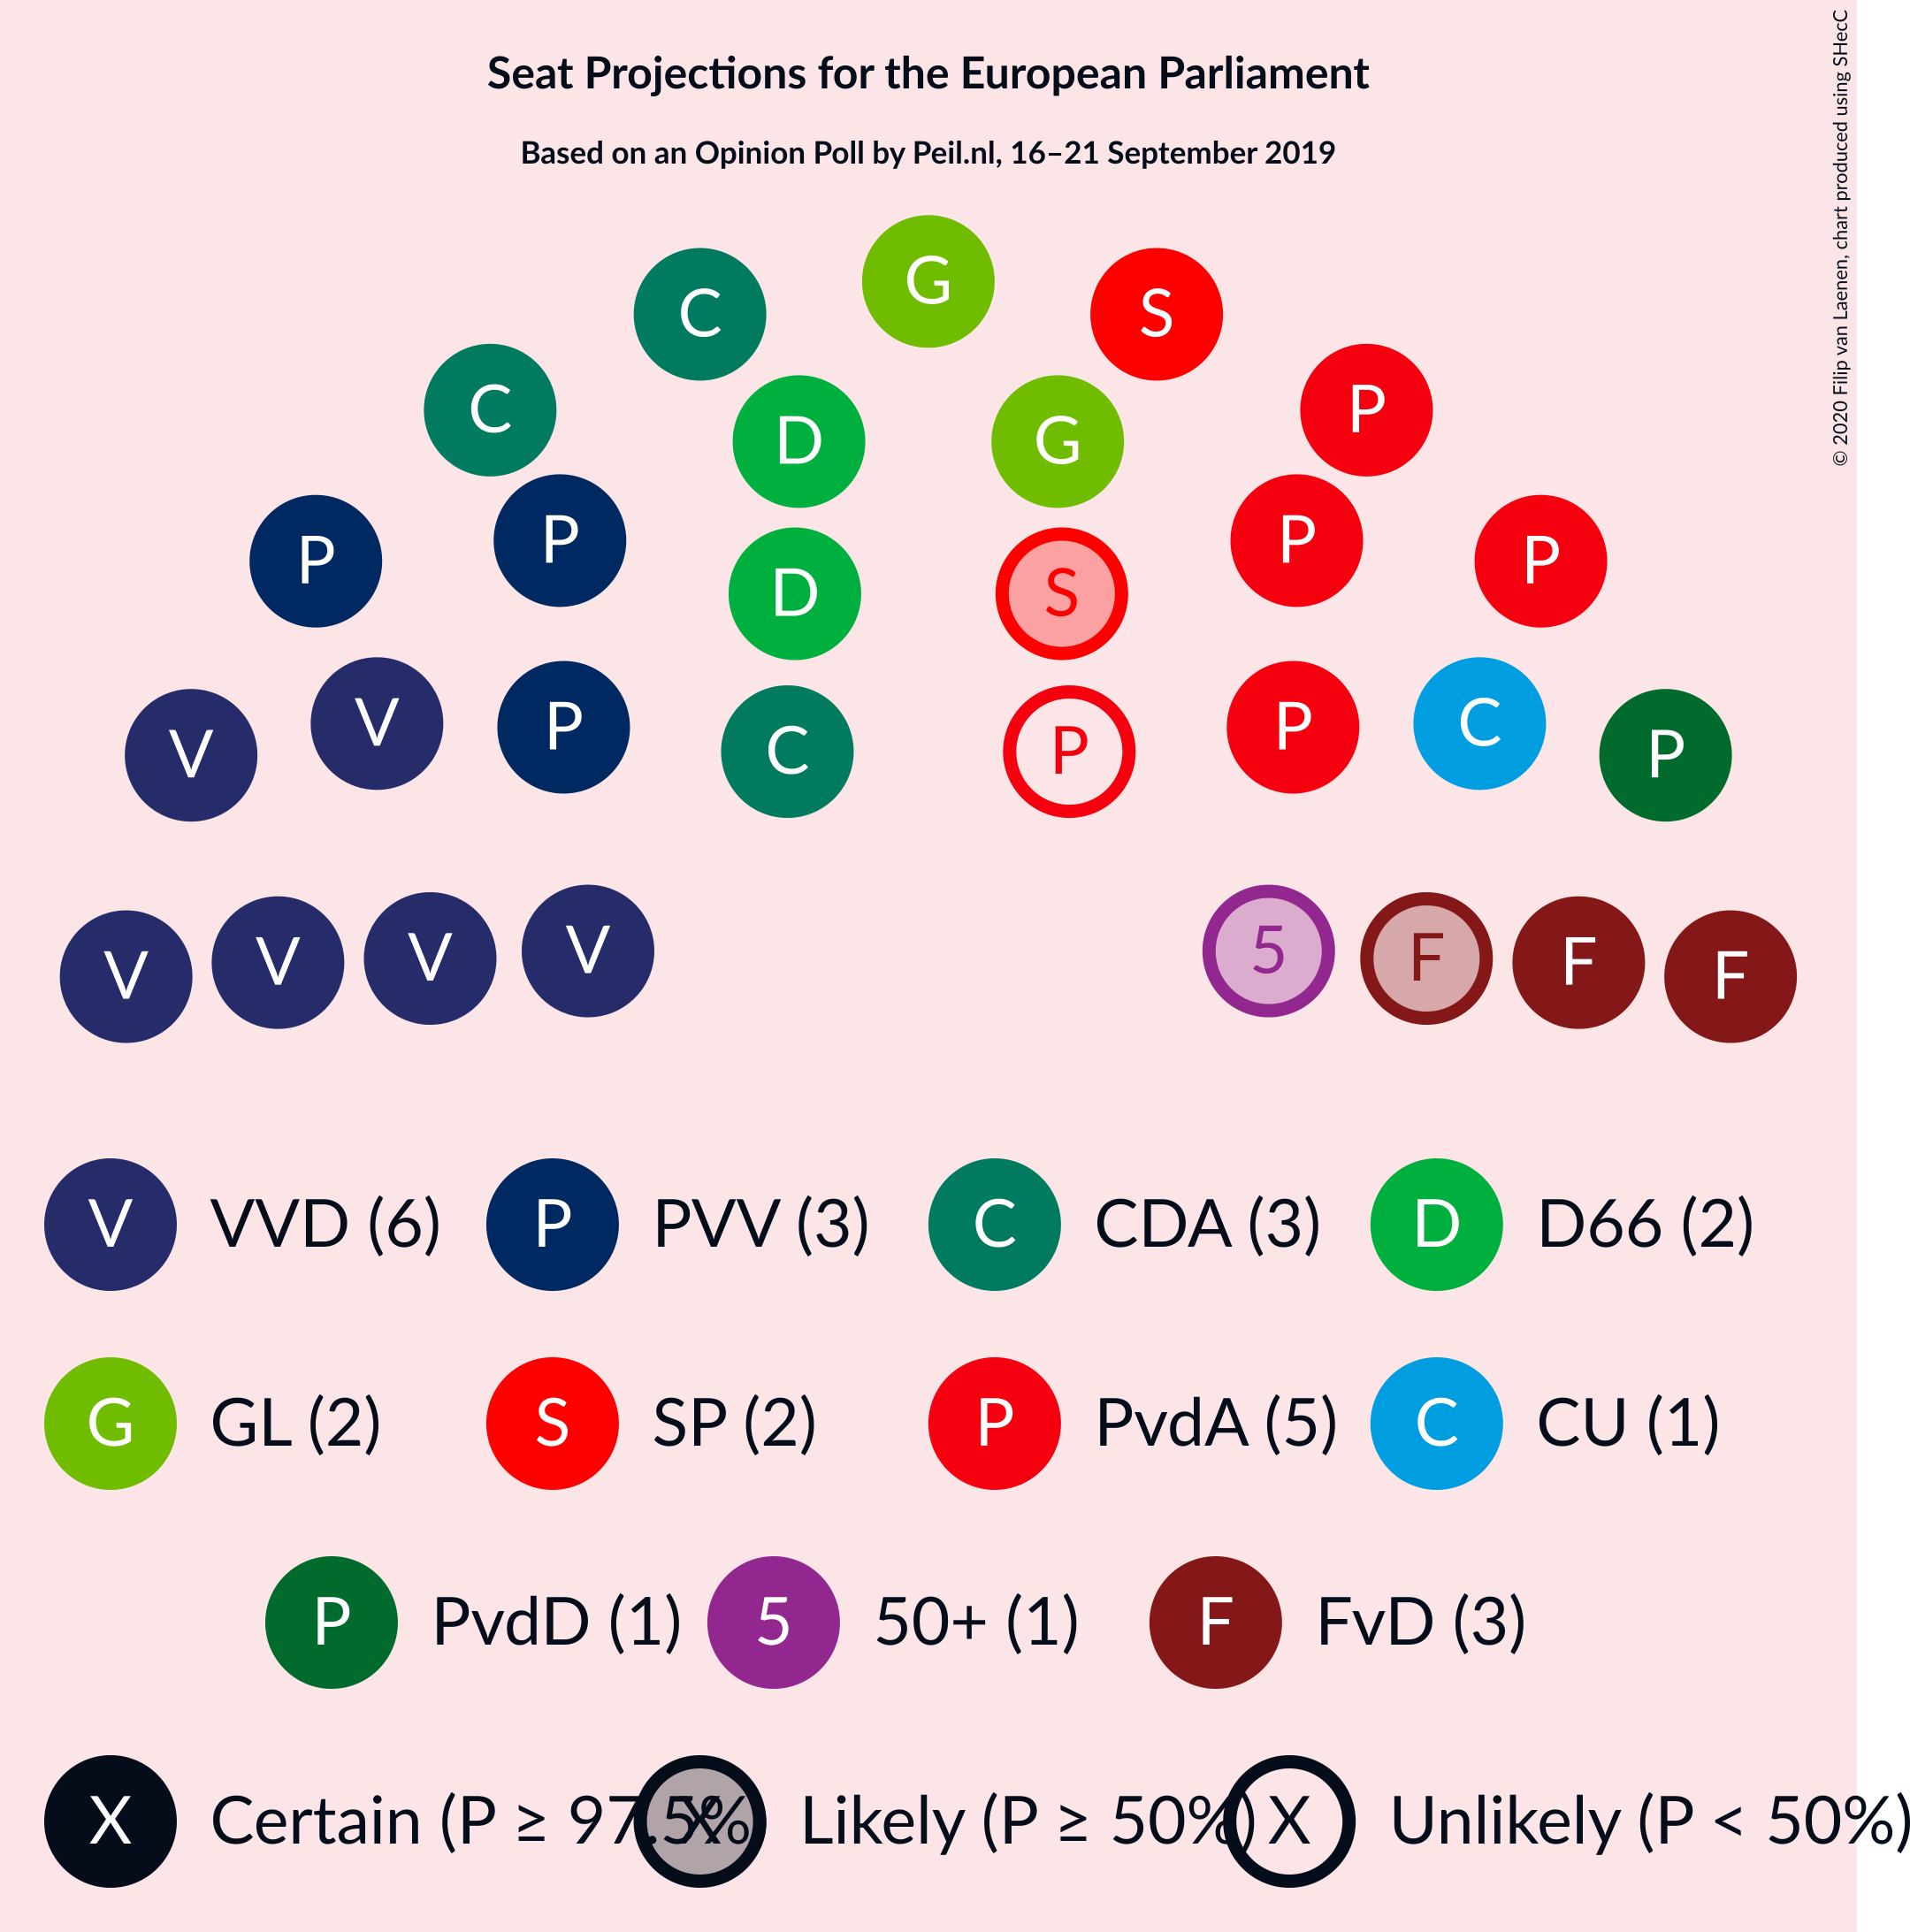 Seat Projections for the European Parliament
Based on an Opinion Poll by Peil.nl, 16–21 September 2019
© 2020 Filip van Laenen, chart produced using SHecC
G
C S
C P
D G
P P
P P
D S
V C
V P P P
C P
V V V V 5 F F F
V VVD (6) P PVV (3) C CDA (3) D D66 (2)
G GL (2) S SP (2) P PvdA (5) C CU (1)
P PvdD (1) 5 50+ (1) F FvD (3)
X Certain (P ≥ 97.5% X Likely (P ≥ 50%) X Unlikely (P < 50%)